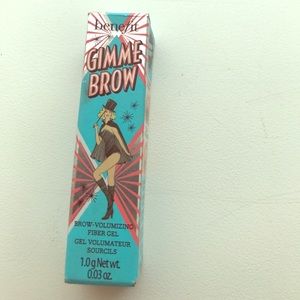 benefit
GIMME
BROW
BROW-VOLUMIZING
FIBER GEL
GEL VOLUMATEUR
SOURCILS
1.0 g Net wt.
0.03 oz.